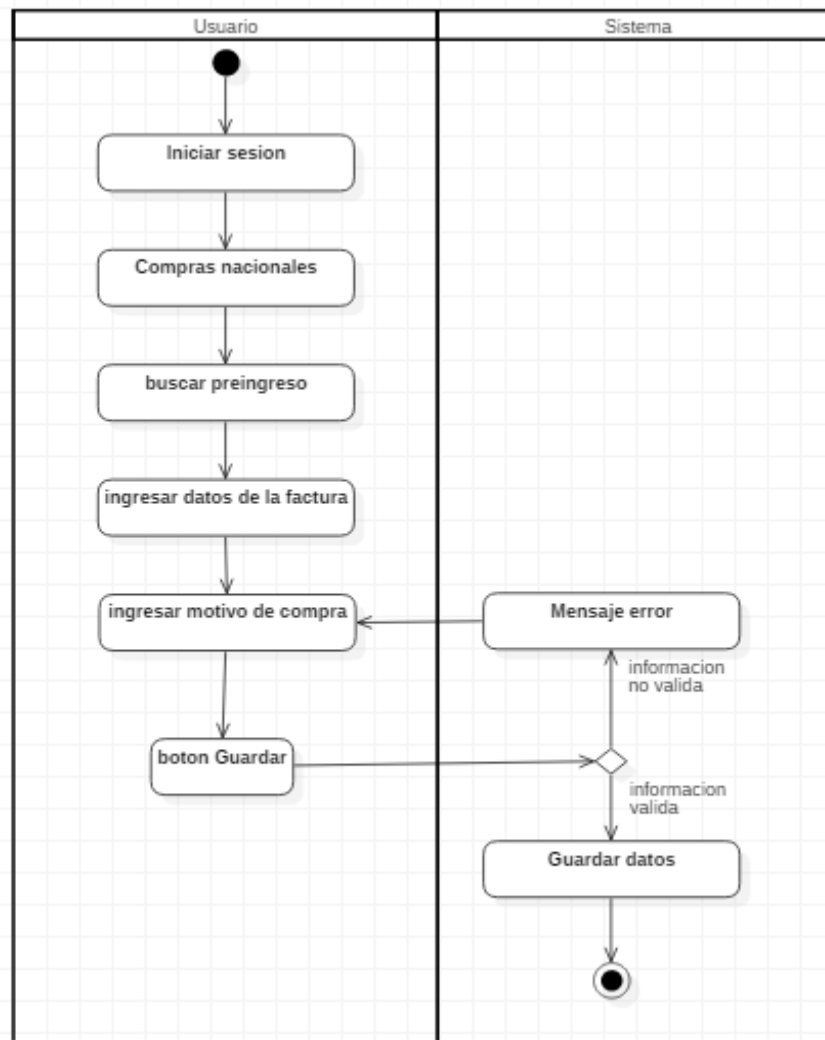 Usuario
Sistema
Iniciar sesion
Compras nacionales
buscar preingreso
ingresar datos de la factura
ingresar motivo de compra
Mensaje error
informacion
no valida
boton Guardar
informacion
valida
Guardar datos